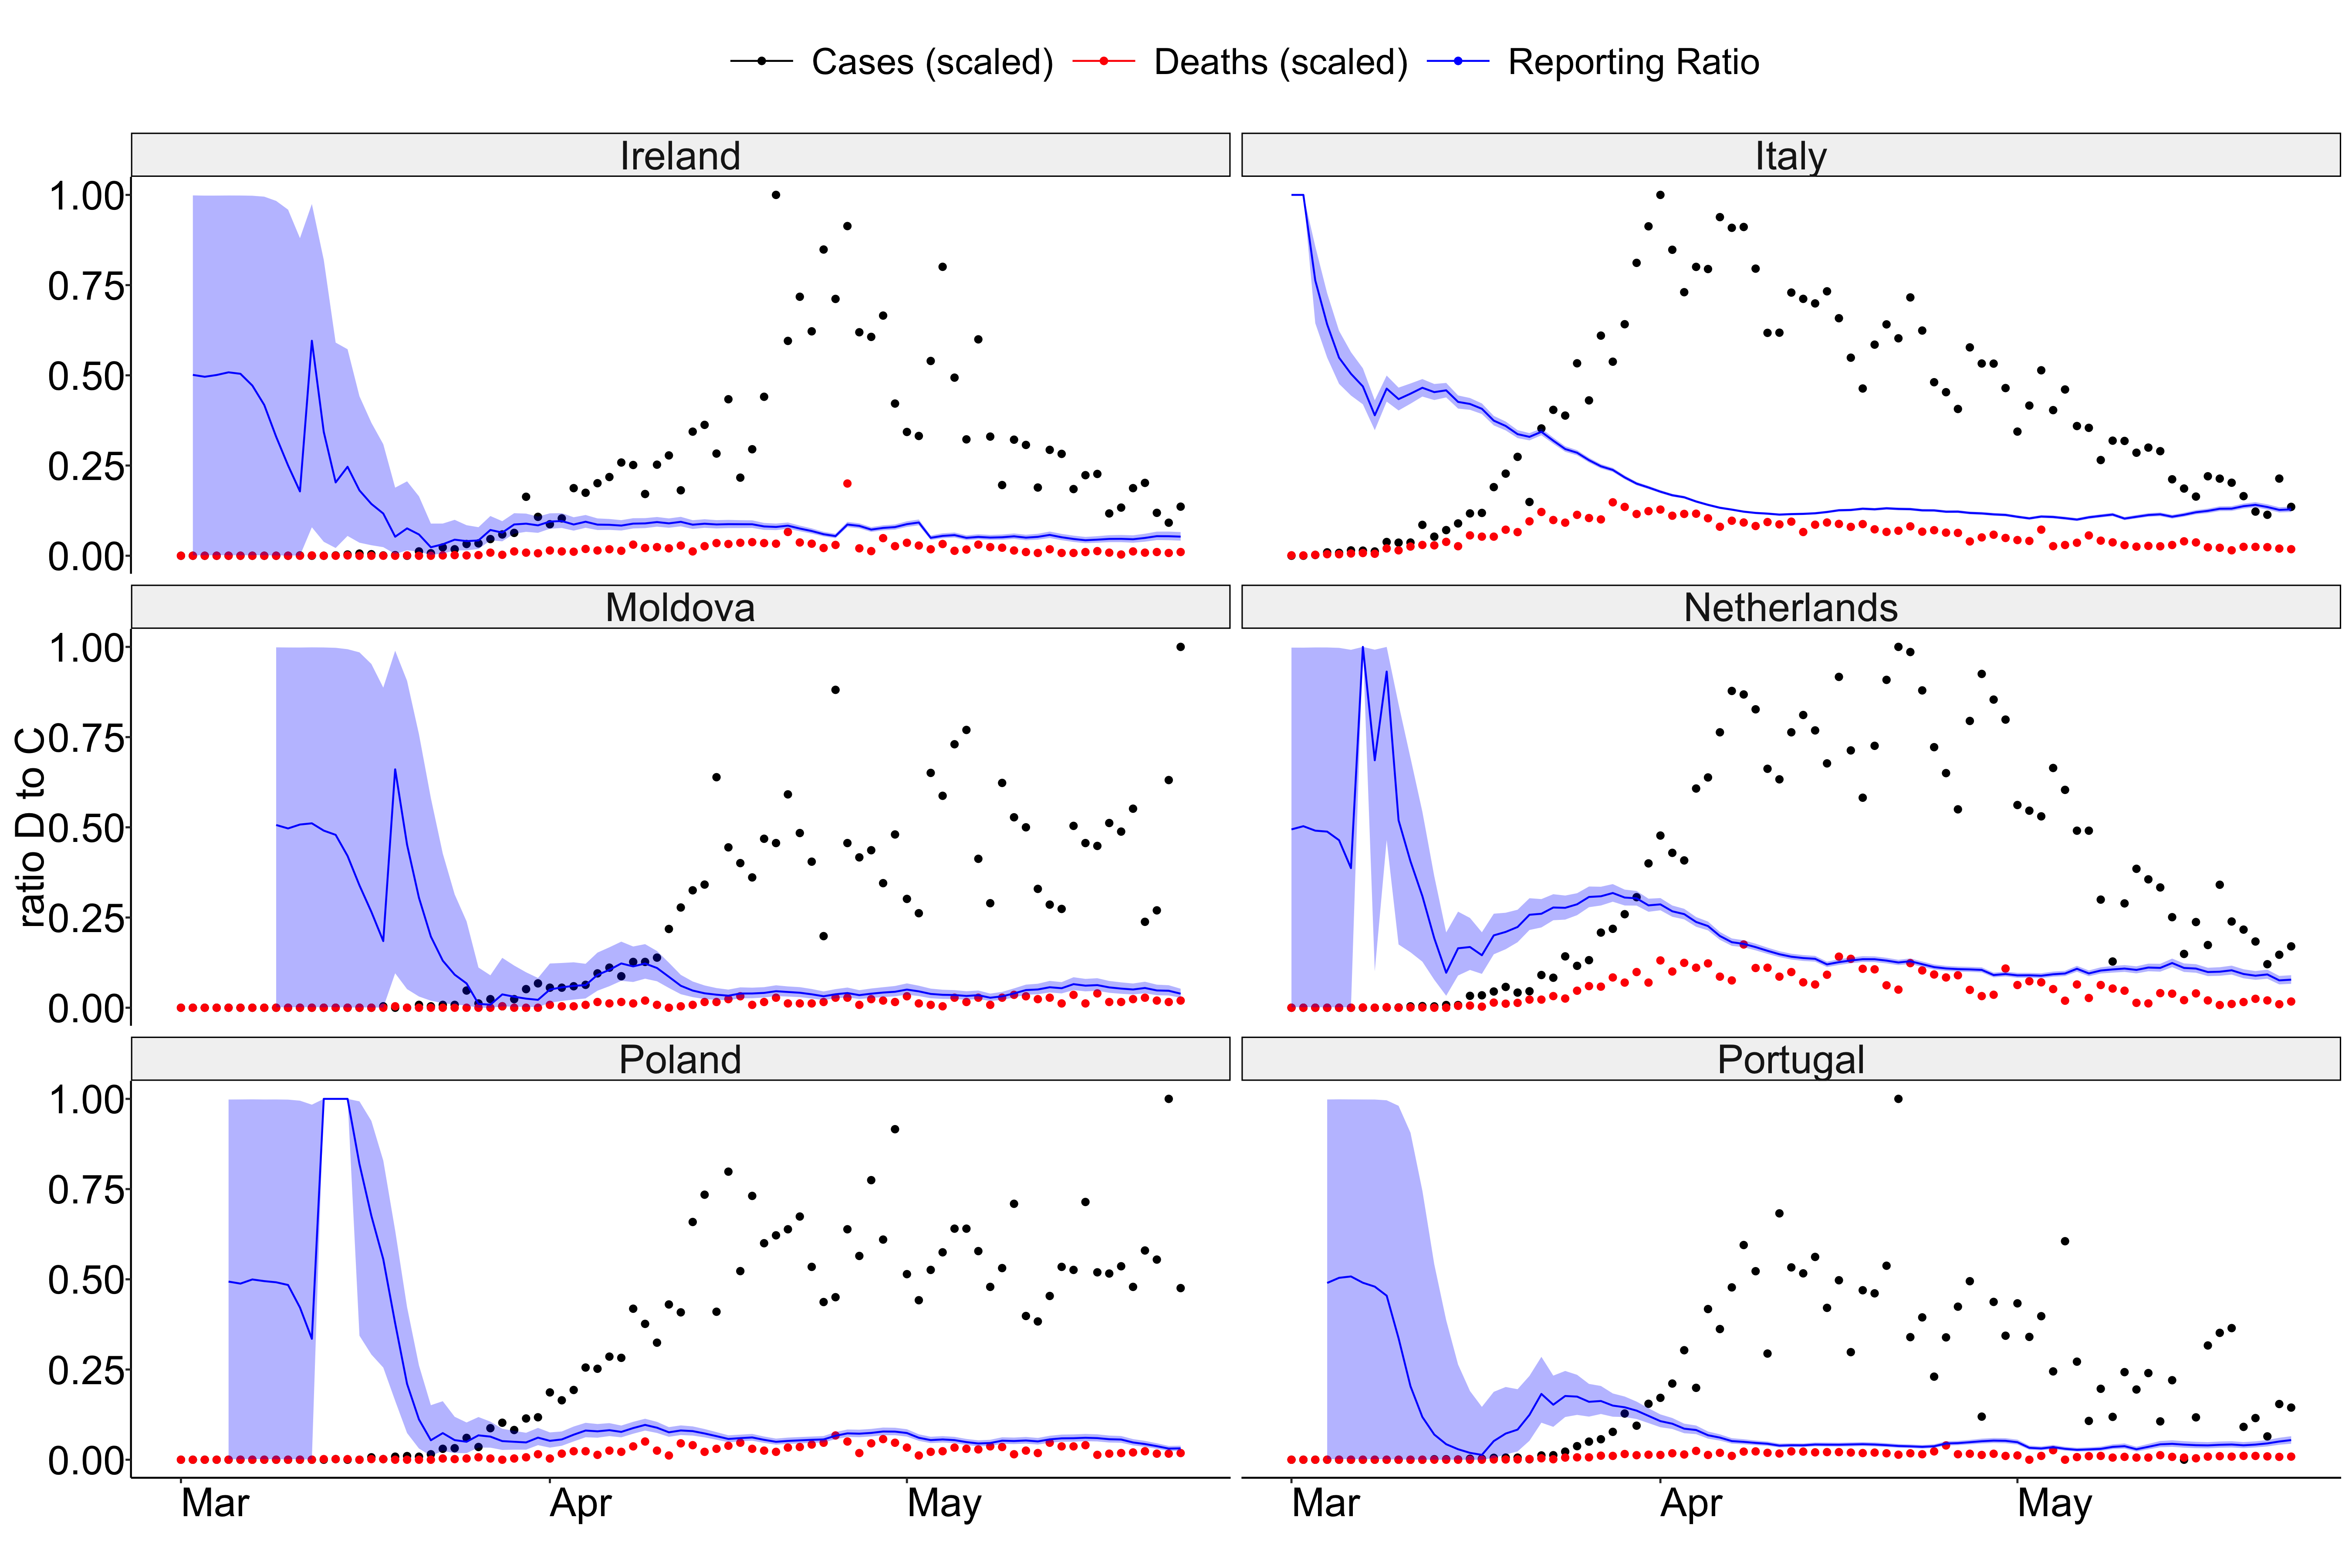 Cases (scaled) Deaths (scaled) Reporting Ratio
Ireland Italy
1.00
0.75
0.50
0.25
0.00
Moldova Netherlands
1.00
0.75
0.50
0.25
0.00
ratio D to C
Poland Portugal
1.00
0.75
0.50
0.25
0.00
Mar Apr May Mar Apr May